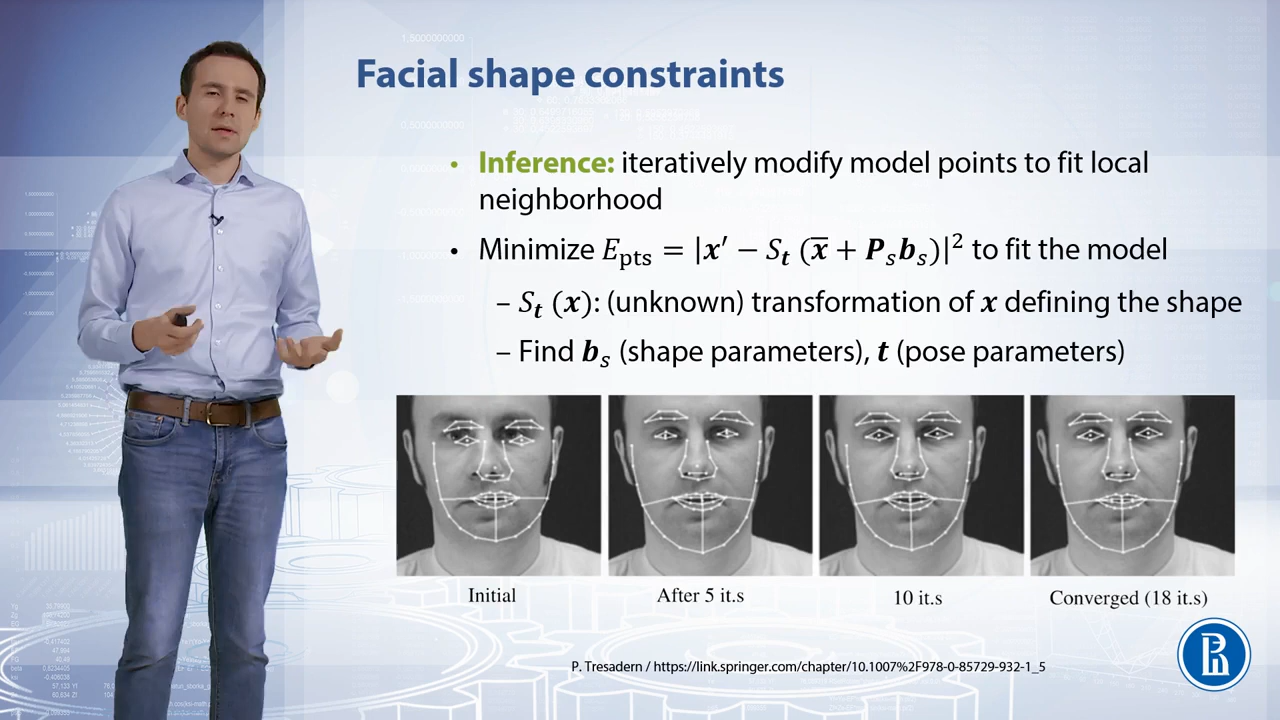 Facial shape constraints
• Inference: iteratively modify model points to fit local
neighborhood
• Minimize E_pts = |x′ − S_t (x̅ + P_s b_s)|² to fit the model
– S_t (x): (unknown) transformation of x defining the shape
– Find b_s (shape parameters), t (pose parameters)
Initial
After 5 it.s
10 it.s
Converged (18 it.s)
P. Tresadern / https://link.springer.com/chapter/10.1007%2F978-0-85729-932-1_5